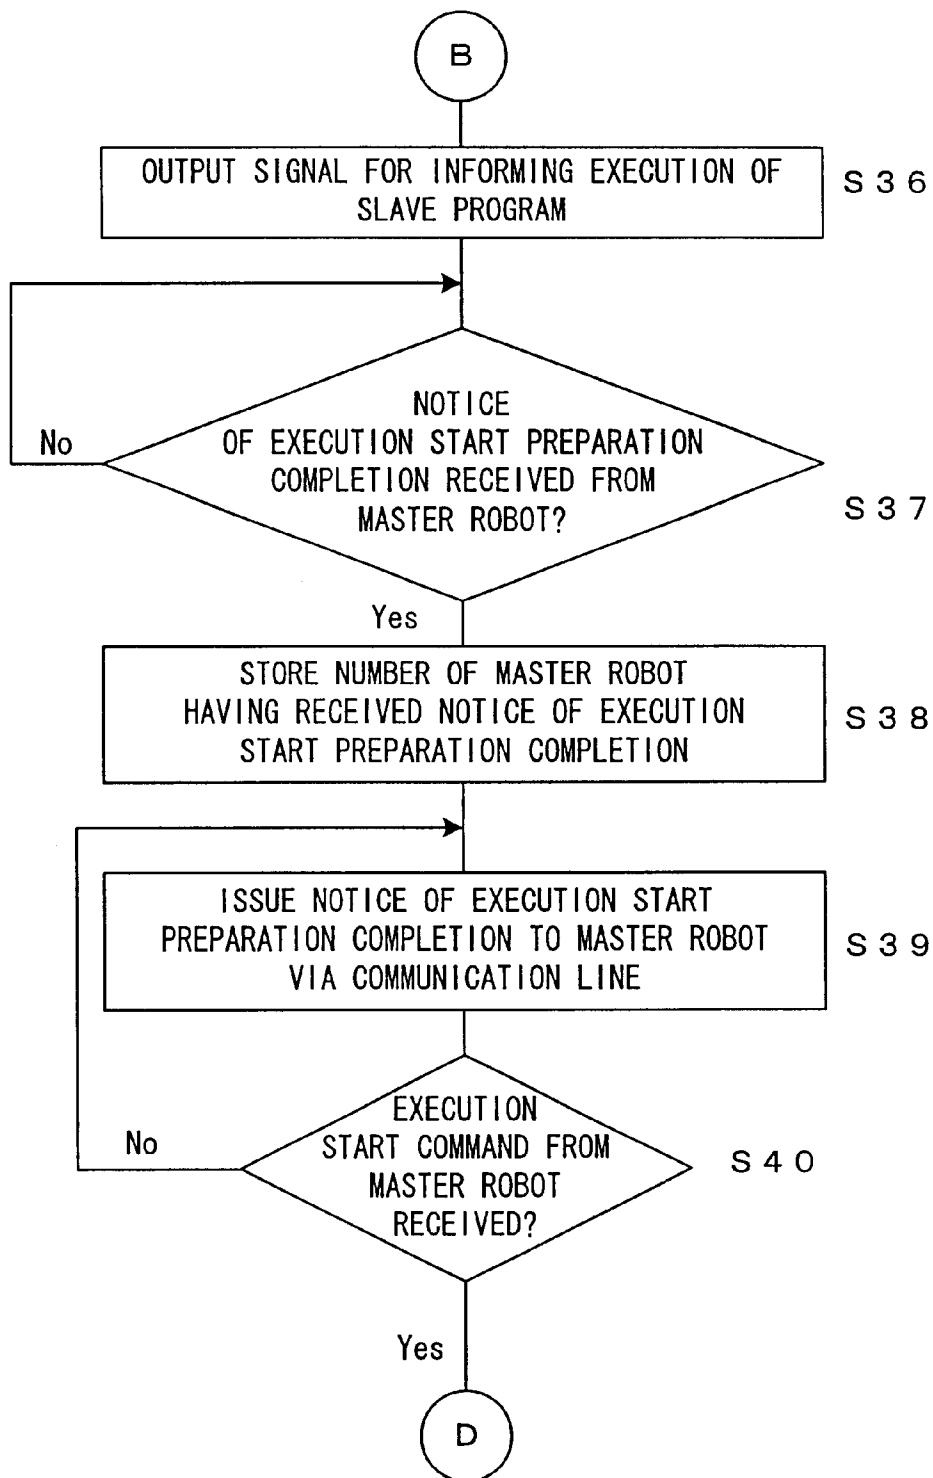 B
OUTPUT SIGNAL FOR INFORMING EXECUTION OF
SLAVE PROGRAM
S36
NOTICE
OF EXECUTION START PREPARATION
COMPLETION RECEIVED FROM
MASTER ROBOT?
No
S37
Yes
STORE NUMBER OF MASTER ROBOT
HAVING RECEIVED NOTICE OF EXECUTION
START PREPARATION COMPLETION
S38
ISSUE NOTICE OF EXECUTION START
PREPARATION COMPLETION TO MASTER ROBOT
VIA COMMUNICATION LINE
S39
EXECUTION
START COMMAND FROM
MASTER ROBOT
RECEIVED?
No
S40
Yes
D